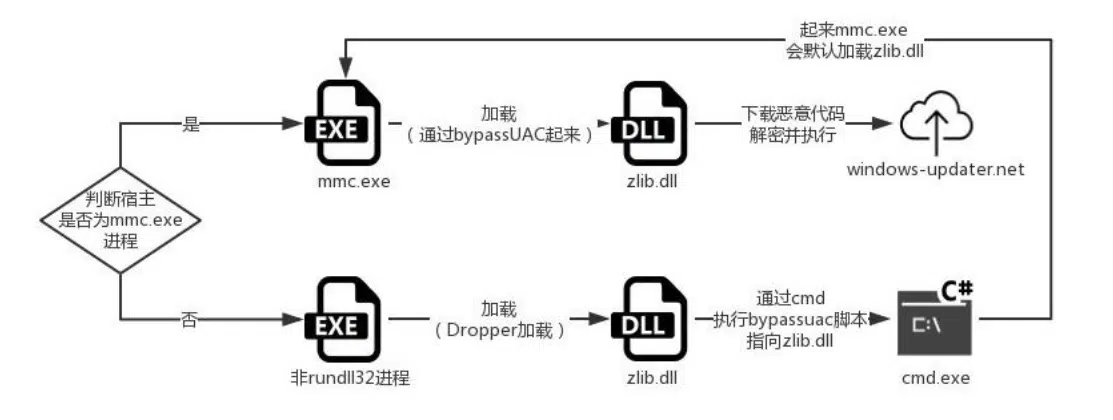 起来mmc.exe
会默认加载zlib.dll
是
EXE
加载
（通过bypassUAC起来）
DLL
下载恶意代码
解密并执行
mmc.exe
zlib.dll
windows-updater.net
判断宿主
是否为mmc.exe
进程
否
EXE
加载
（Dropper加载）
DLL
通过cmd
执行bypassuac脚本
指向zlib.dll
C#
C:\
非rundll32进程
zlib.dll
cmd.exe